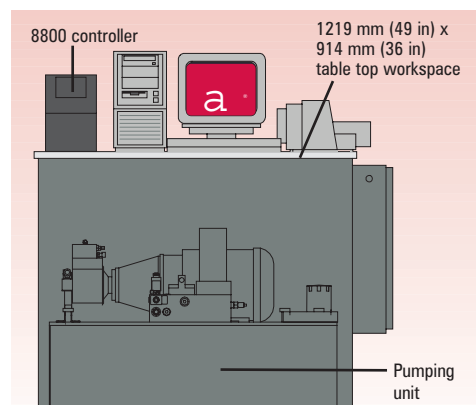 8800 controller
1219 mm (49 in) x
914 mm (36 in)
table top workspace
a
Pumping
unit